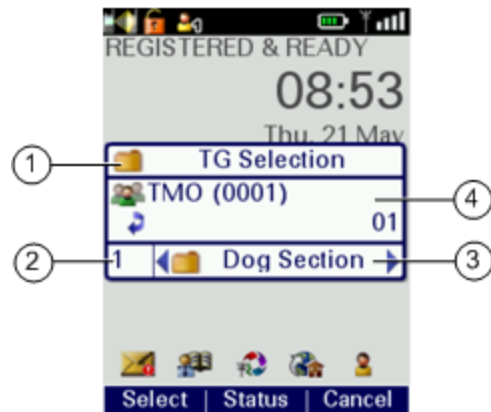 REGISTERED & READY
08:53
Thu, 21 May
1
TG Selection
TMO (0001)
4
01
2
1 Dog Section
3
Select | Status | Cancel